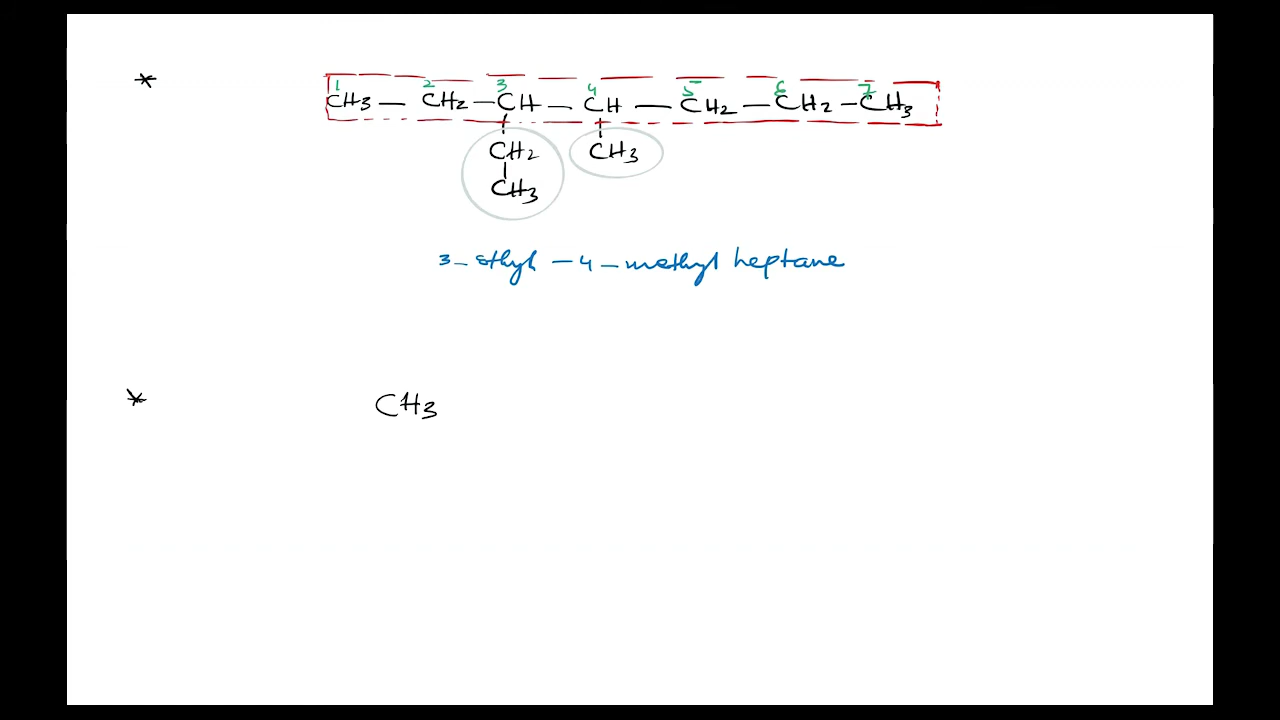 *
1 2 3 4 5 6 7
CH3 — CH2 — CH — CH — CH2 — CH2 — CH3
CH2 CH3
CH3
3-ethyl-4-methyl heptane
* CH3